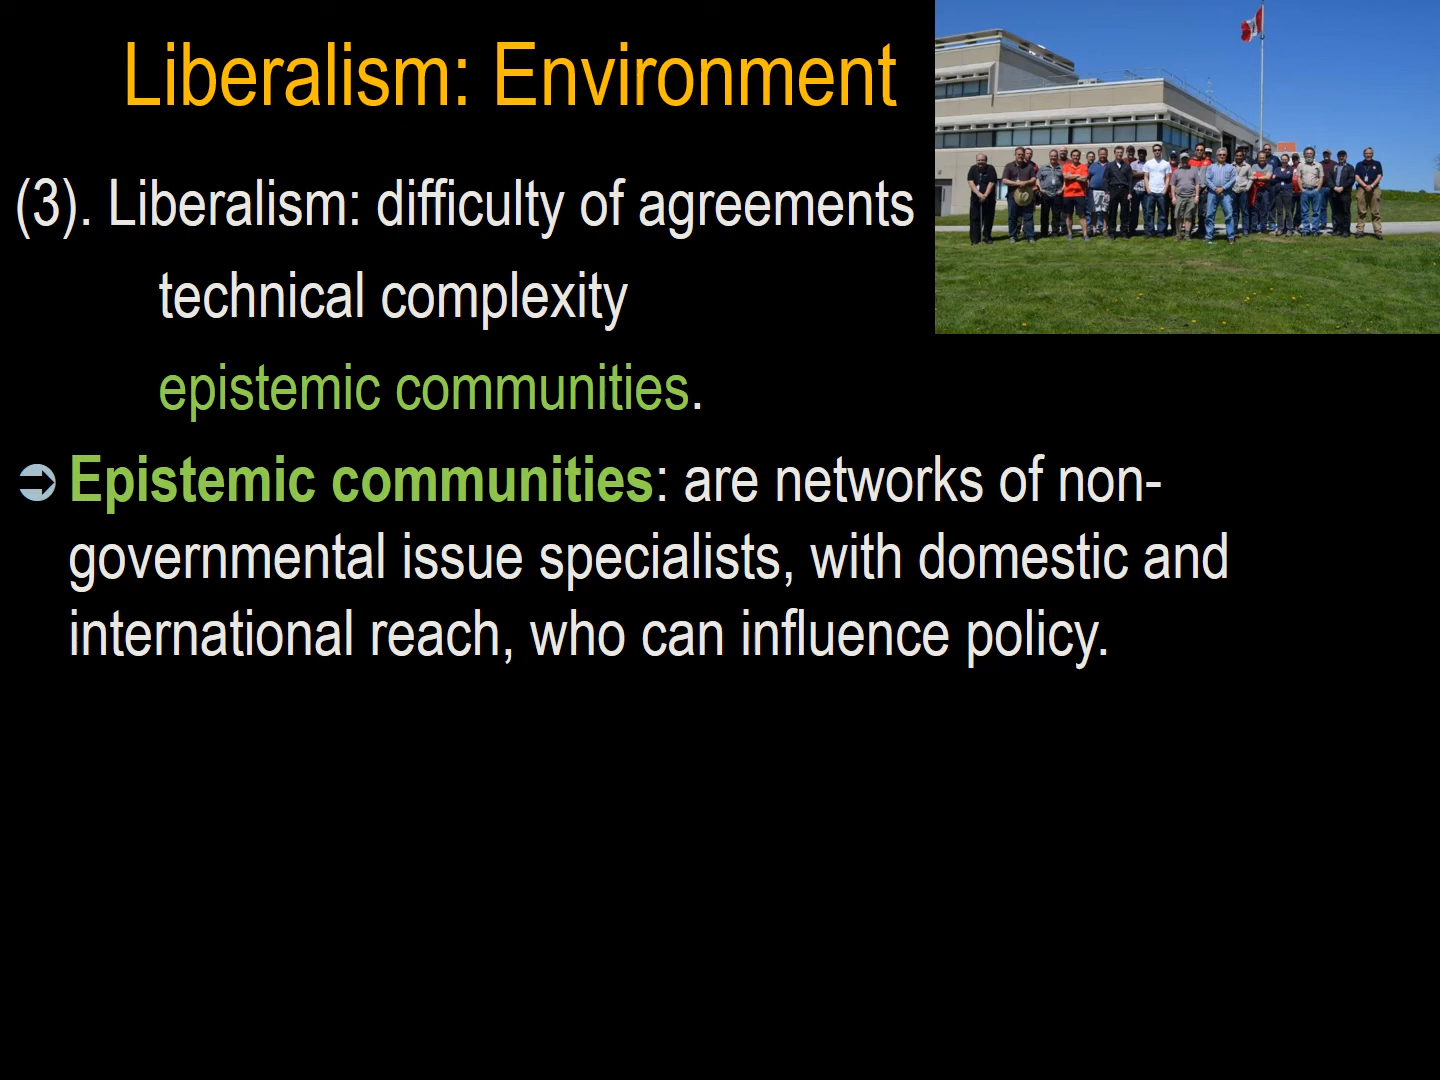 Liberalism: Environment
(3). Liberalism: difficulty of agreements
technical complexity
epistemic communities.
Epistemic communities: are networks of non-
governmental issue specialists, with domestic and
international reach, who can influence policy.